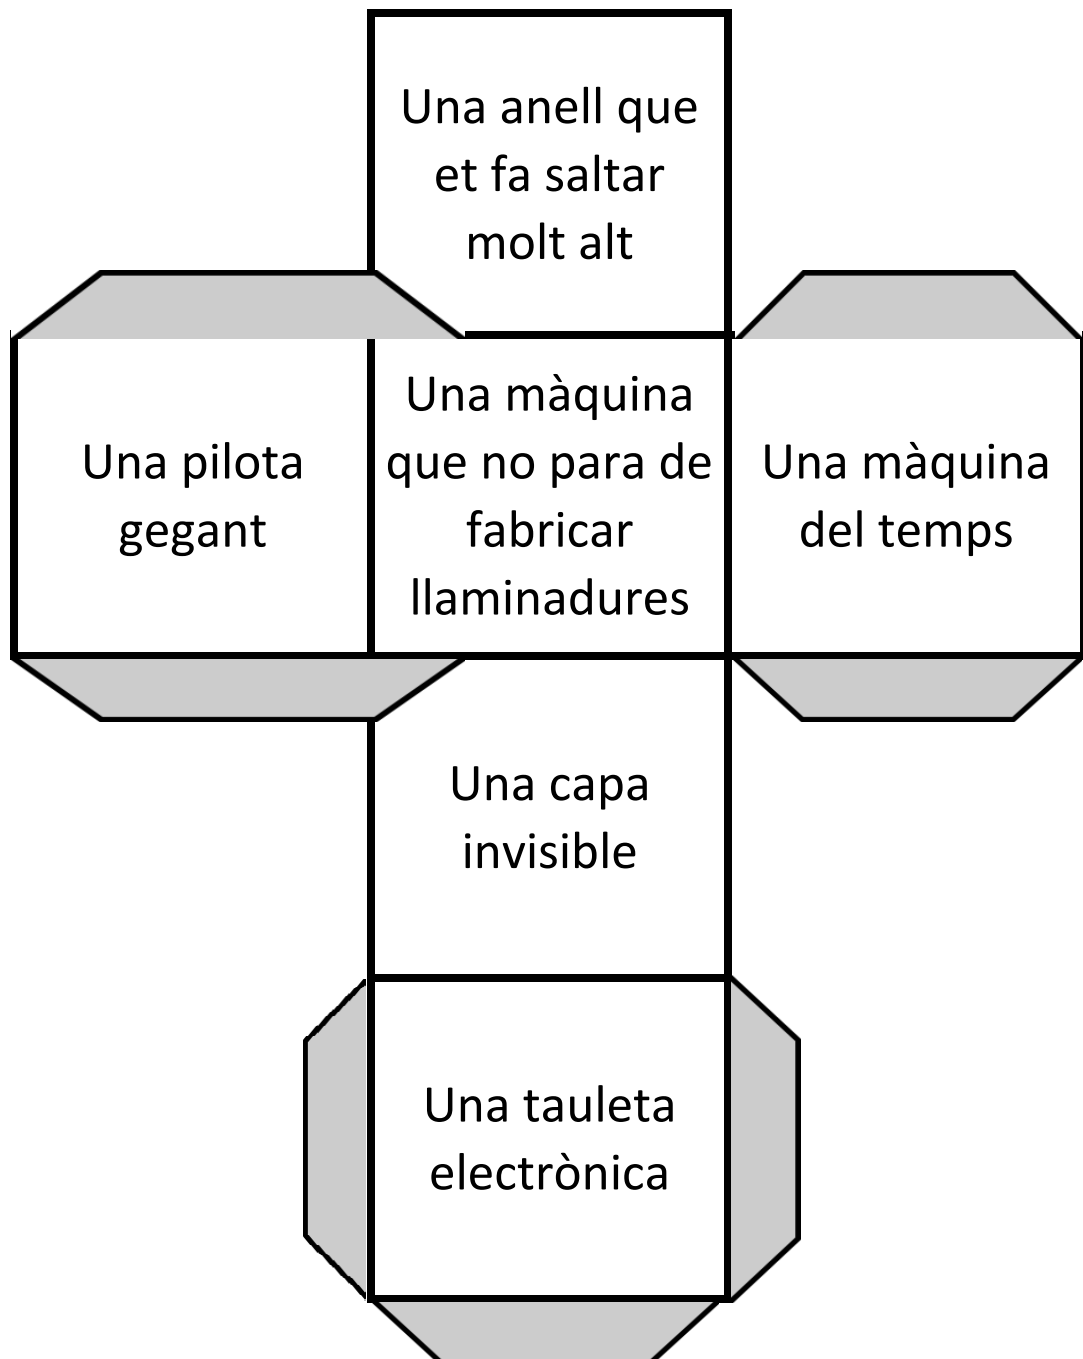 Una anell que
et fa saltar
molt alt
Una pilota
gegant
Una màquina
que no para de
fabricar
llaminadures
Una màquina
del temps
Una capa
invisible
Una tauleta
electrònica